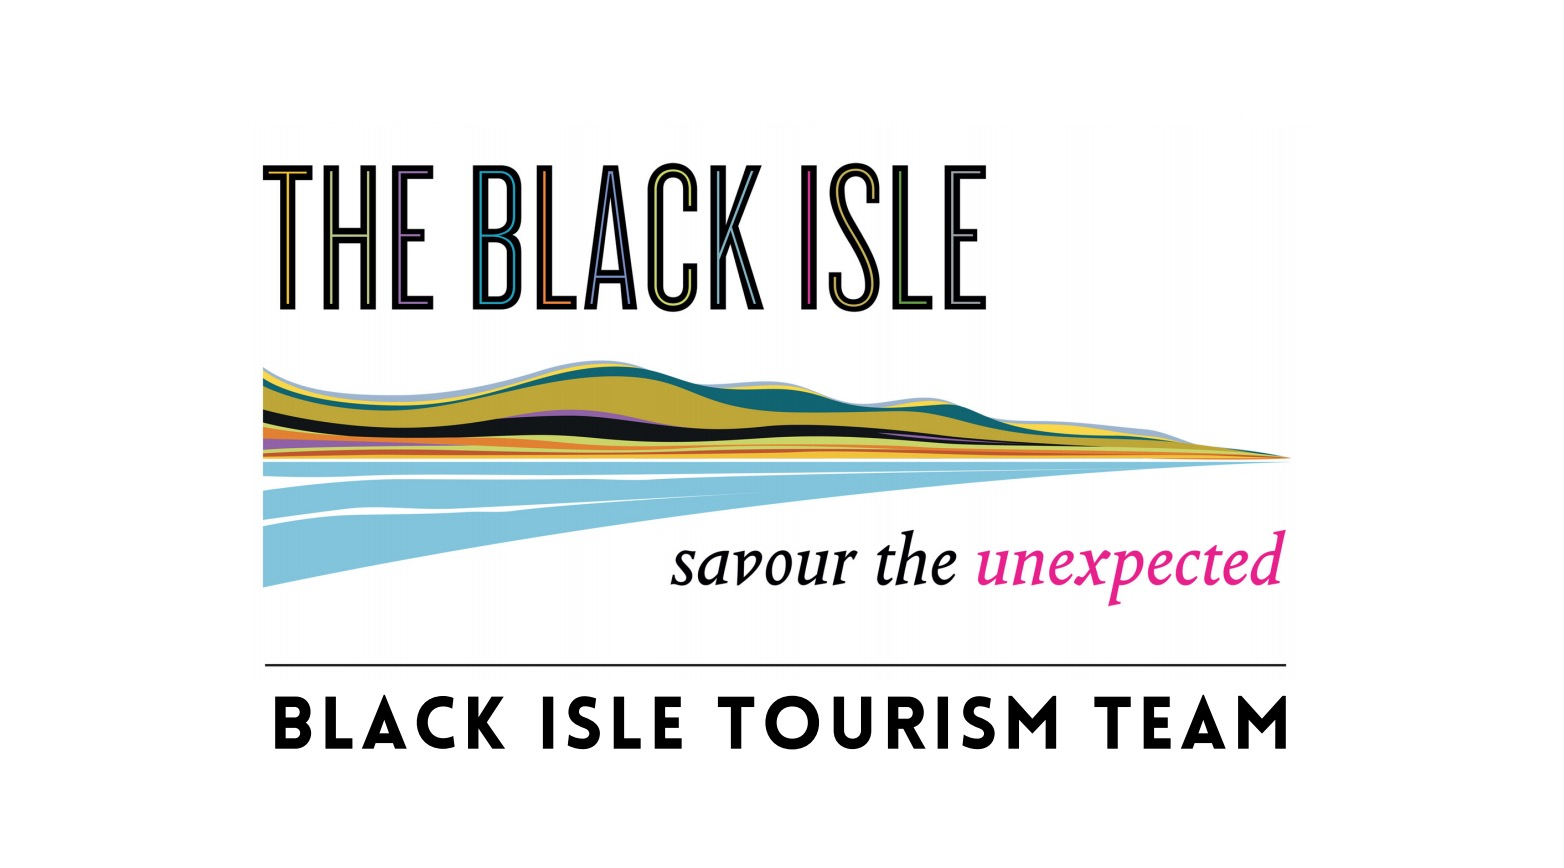 THE BLACK ISLE
savour the unexpected
BLACK ISLE TOURISM TEAM